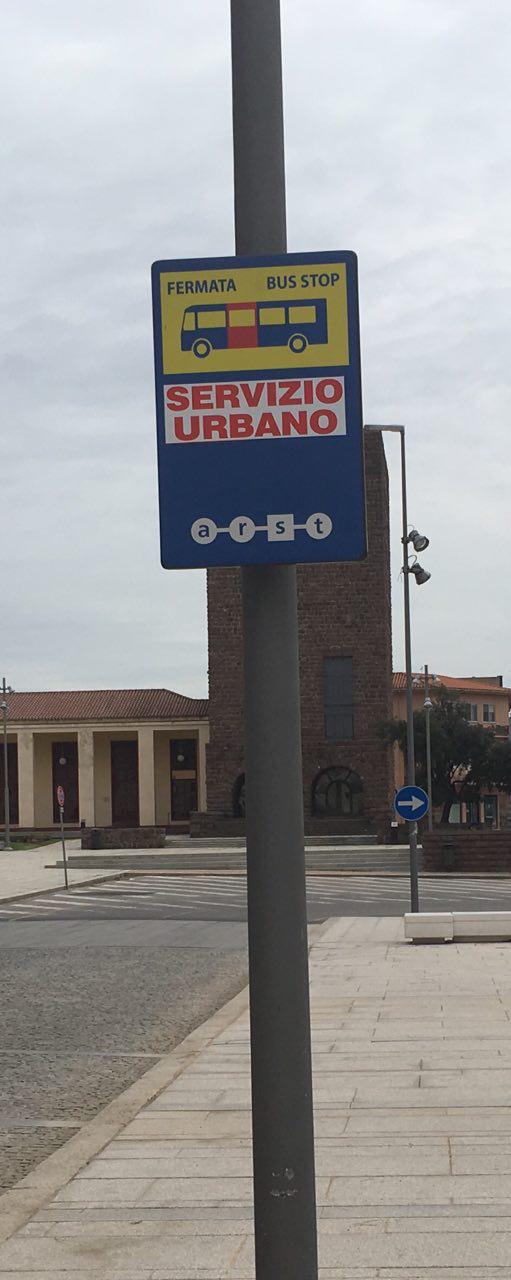 FERMATA BUS STOP
SERVIZIO
URBANO
arst